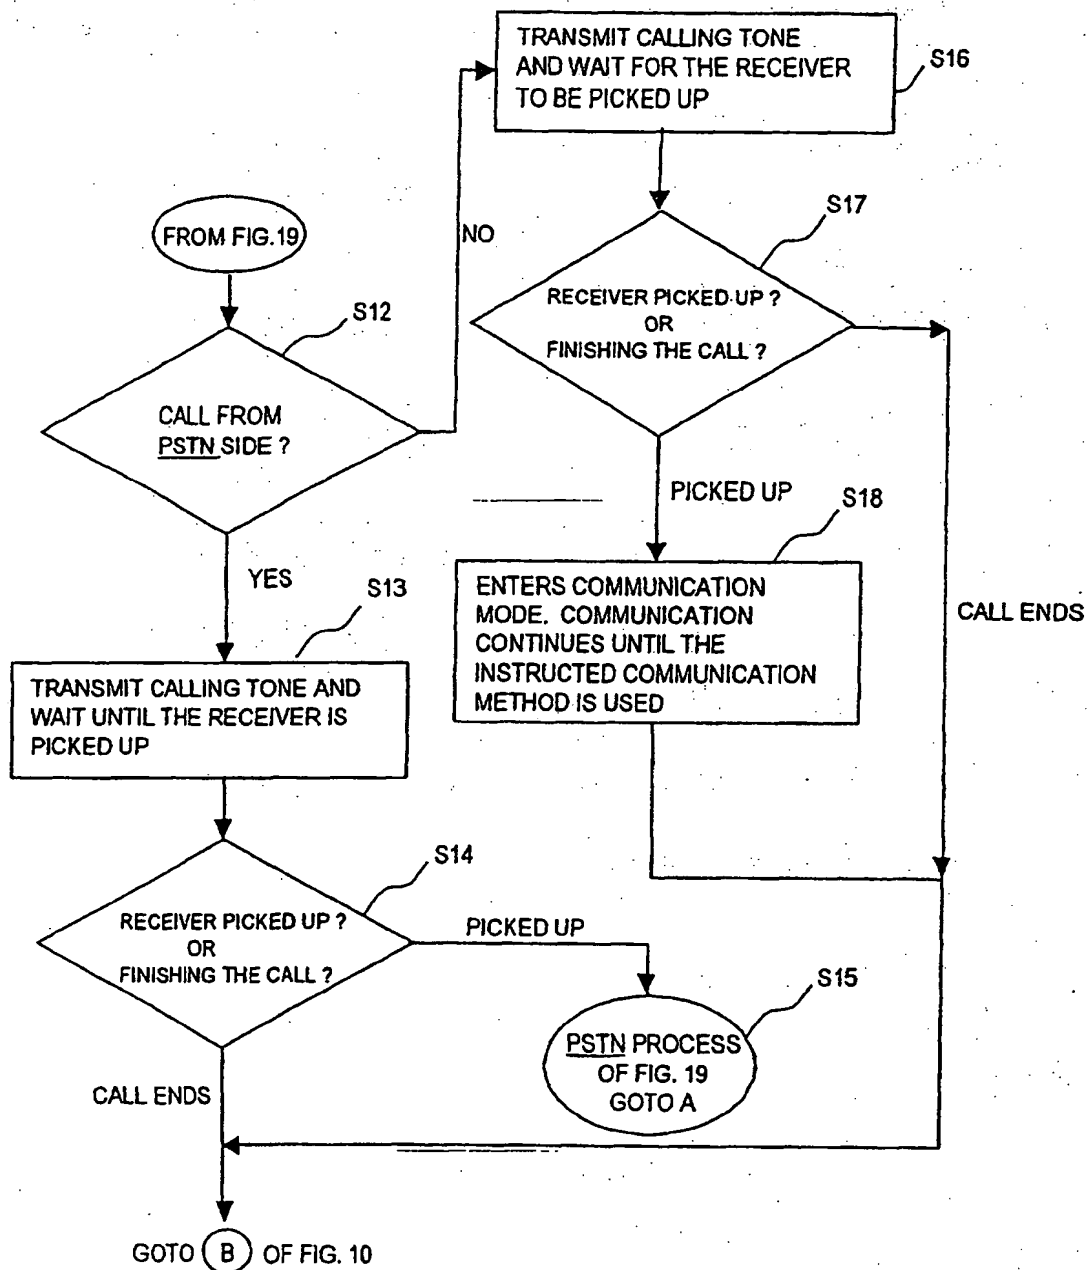 TRANSMIT CALLING TONE
AND WAIT FOR THE RECEIVER
TO BE PICKED UP
S16
FROM FIG.19
NO
S17
RECEIVER PICKED UP ?
OR
FINISHING THE CALL ?
S12
CALL FROM
PSTN SIDE ?
PICKED UP
S18
YES
S13
ENTERS COMMUNICATION
MODE. COMMUNICATION
CONTINUES UNTIL THE
INSTRUCTED COMMUNICATION
METHOD IS USED
CALL ENDS
TRANSMIT CALLING TONE AND
WAIT UNTIL THE RECEIVER IS
PICKED UP
S14
RECEIVER PICKED UP ?
OR
FINISHING THE CALL ?
PICKED UP
S15
PSTN PROCESS
OF FIG. 19
GOTO A
CALL ENDS
GOTO B OF FIG. 10